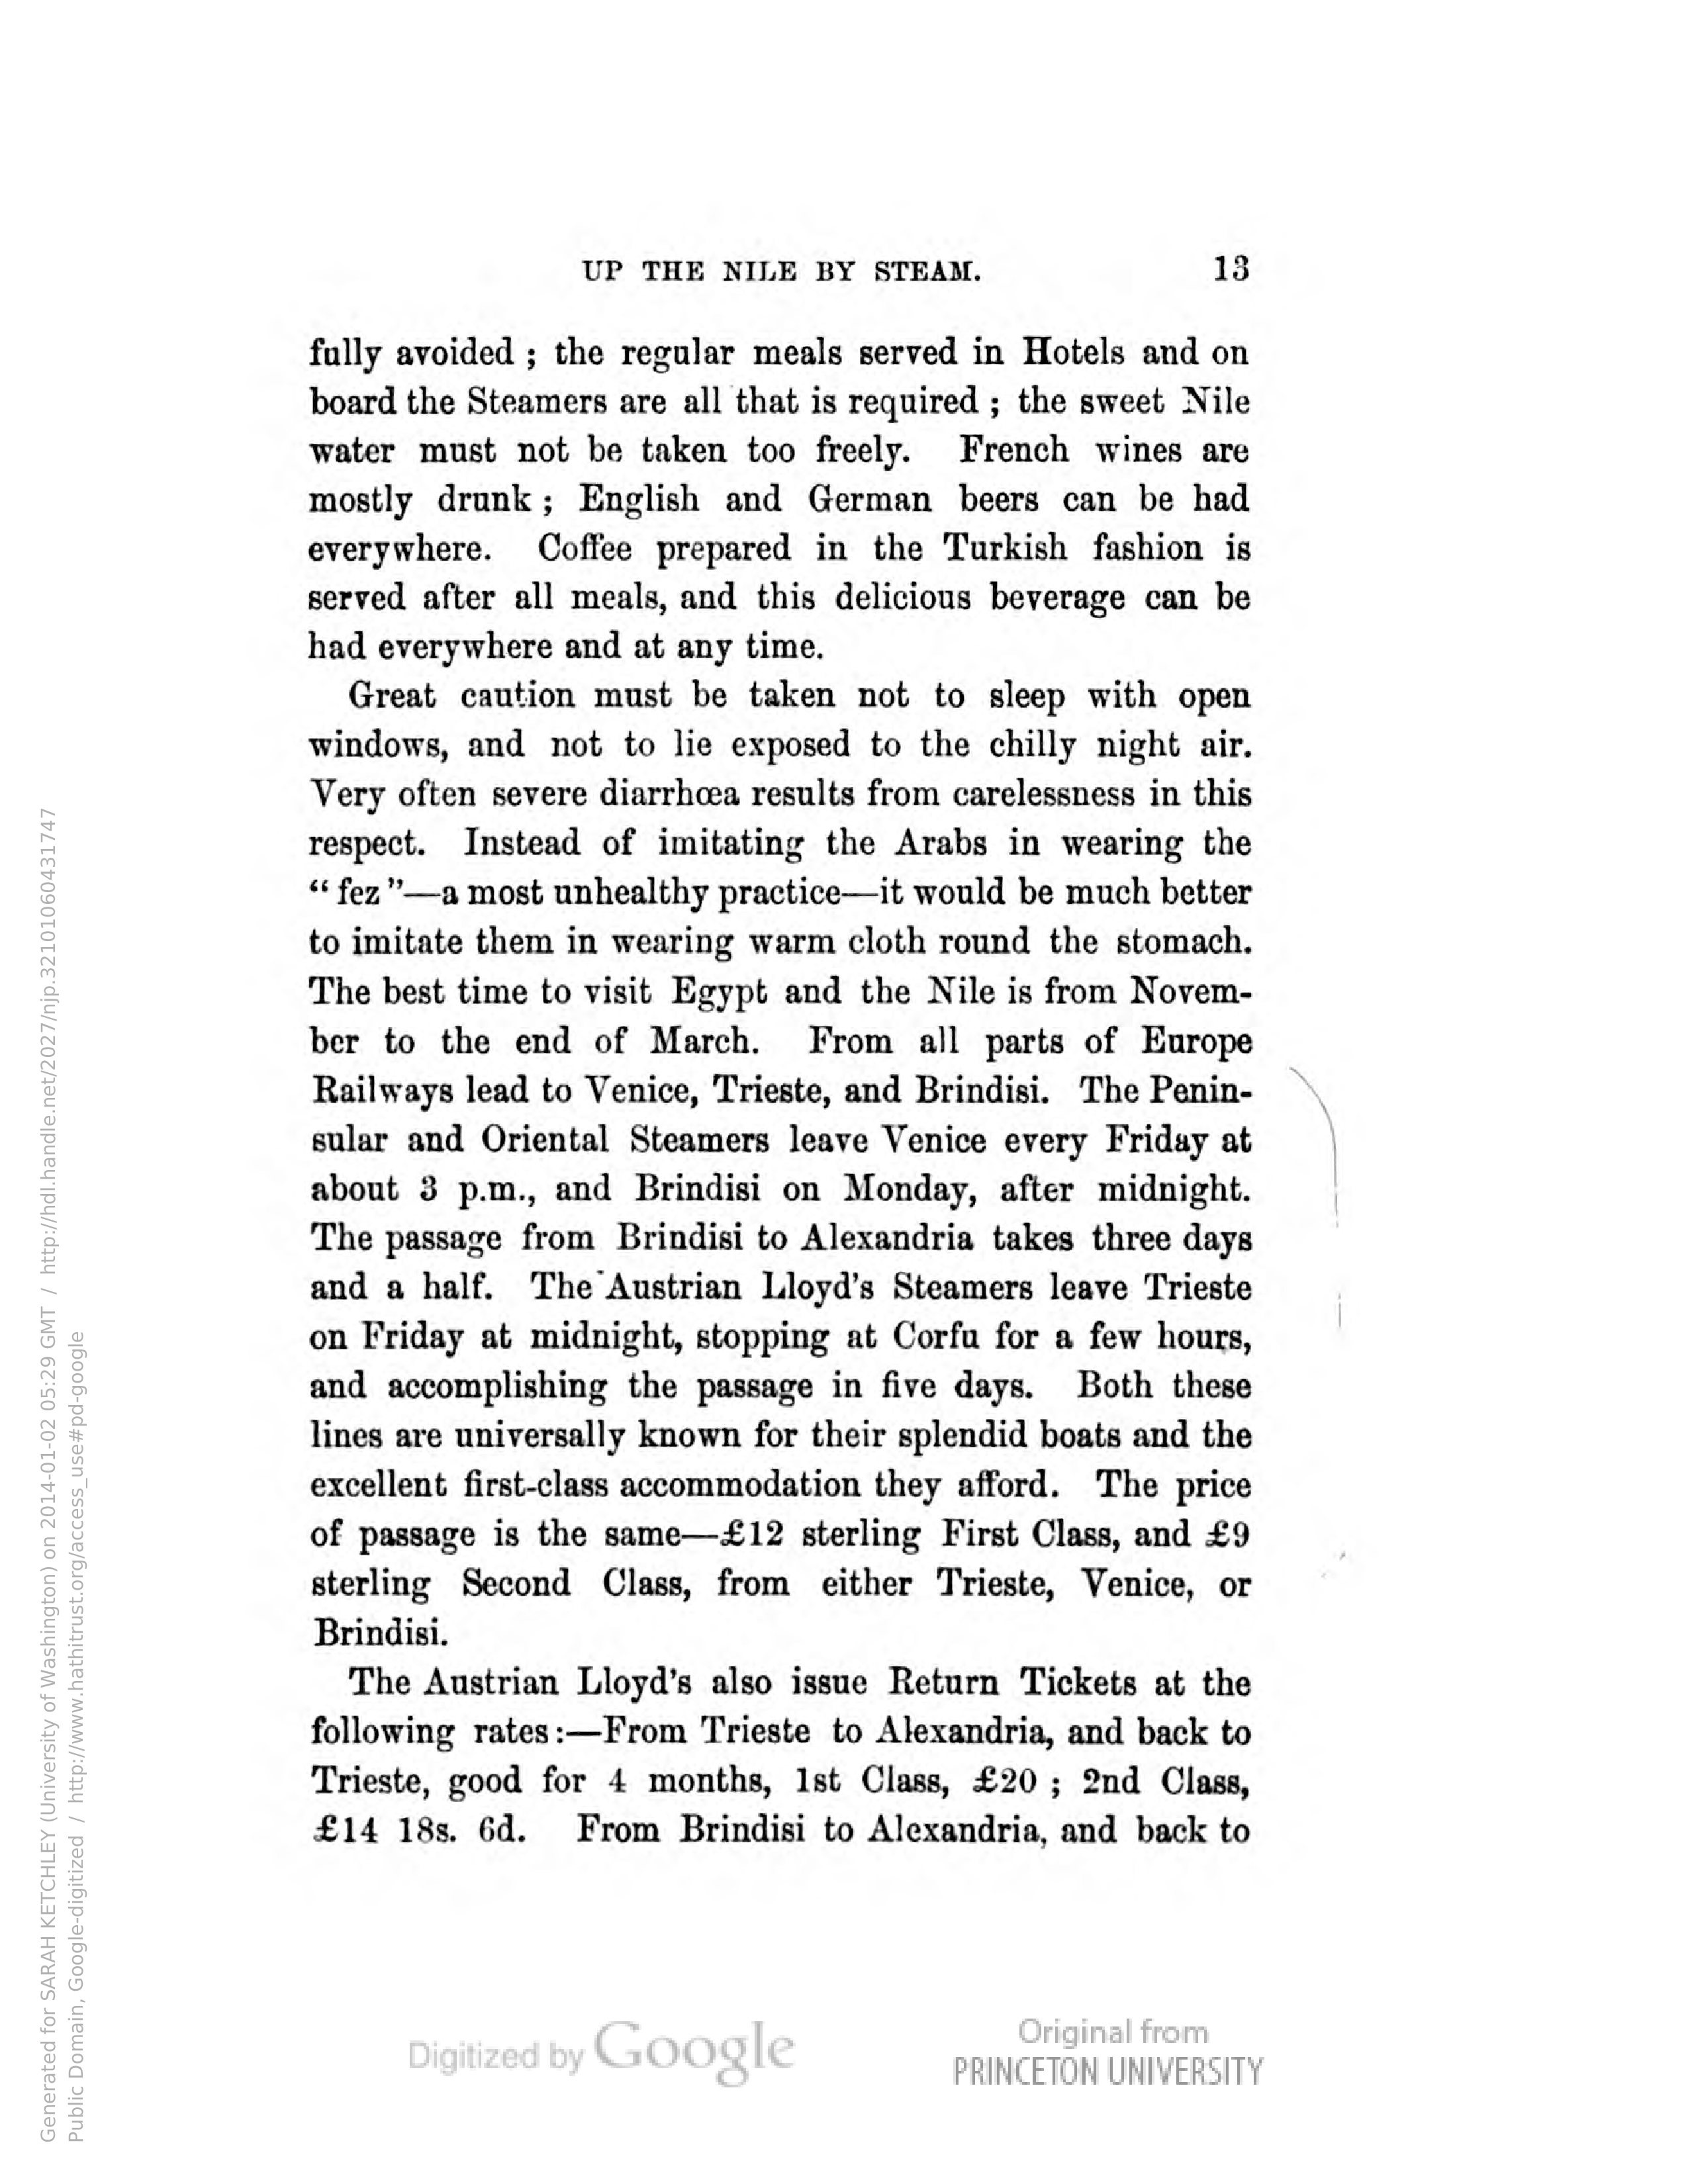 UP THE NILE BY STEAM. 13
fully avoided ; the regular meals served in Hotels and on
board the Steamers are all that is required ; the sweet Nile
water must not be taken too freely. French wines are
mostly drunk ; English and German beers can be had
everywhere. Coffee prepared in the Turkish fashion is
served after all meals, and this delicious beverage can be
had everywhere and at any time.
Great caution must be taken not to sleep with open
windows, and not to lie exposed to the chilly night air.
Very often severe diarrhœa results from carelessness in this
respect. Instead of imitating the Arabs in wearing the
“ fez ”—a most unhealthy practice—it would be much better
to imitate them in wearing warm cloth round the stomach.
The best time to visit Egypt and the Nile is from Novem-
ber to the end of March. From all parts of Europe
Railways lead to Venice, Trieste, and Brindisi. The Penin-
sular and Oriental Steamers leave Venice every Friday at
about 3 p.m., and Brindisi on Monday, after midnight.
The passage from Brindisi to Alexandria takes three days
and a half. The Austrian Lloyd’s Steamers leave Trieste
on Friday at midnight, stopping at Corfu for a few hours,
and accomplishing the passage in five days. Both these
lines are universally known for their splendid boats and the
excellent first-class accommodation they afford. The price
of passage is the same—£12 sterling First Class, and £9
sterling Second Class, from either Trieste, Venice, or
Brindisi.
The Austrian Lloyd’s also issue Return Tickets at the
following rates:—From Trieste to Alexandria, and back to
Trieste, good for 4 months, 1st Class, £20 ; 2nd Class,
£14 18s. 6d. From Brindisi to Alexandria, and back to
Digitized by Google
Original from
PRINCETON UNIVERSITY
Generated for SARAH KETCHLEY (University of Washington) on 2014-01-02 05:29 GMT / http://hdl.handle.net/2027/njp.32101060431747
Public Domain, Google-digitized / http://www.hathitrust.org/access_use#pd-google